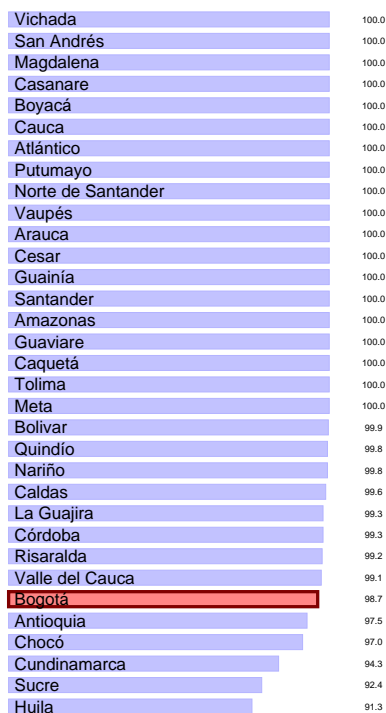 Vichada 100.0
San Andrés 100.0
Magdalena 100.0
Casanare 100.0
Boyacá 100.0
Cauca 100.0
Atlántico 100.0
Putumayo 100.0
Norte de Santander 100.0
Vaupés 100.0
Arauca 100.0
Cesar 100.0
Guainía 100.0
Santander 100.0
Amazonas 100.0
Guaviare 100.0
Caquetá 100.0
Tolima 100.0
Meta 100.0
Bolivar 99.9
Quindío 99.8
Nariño 99.8
Caldas 99.6
La Guajira 99.3
Córdoba 99.3
Risaralda 99.2
Valle del Cauca 99.1
Bogotá 98.7
Antioquia 97.5
Chocó 97.0
Cundinamarca 94.3
Sucre 92.4
Huila 91.3